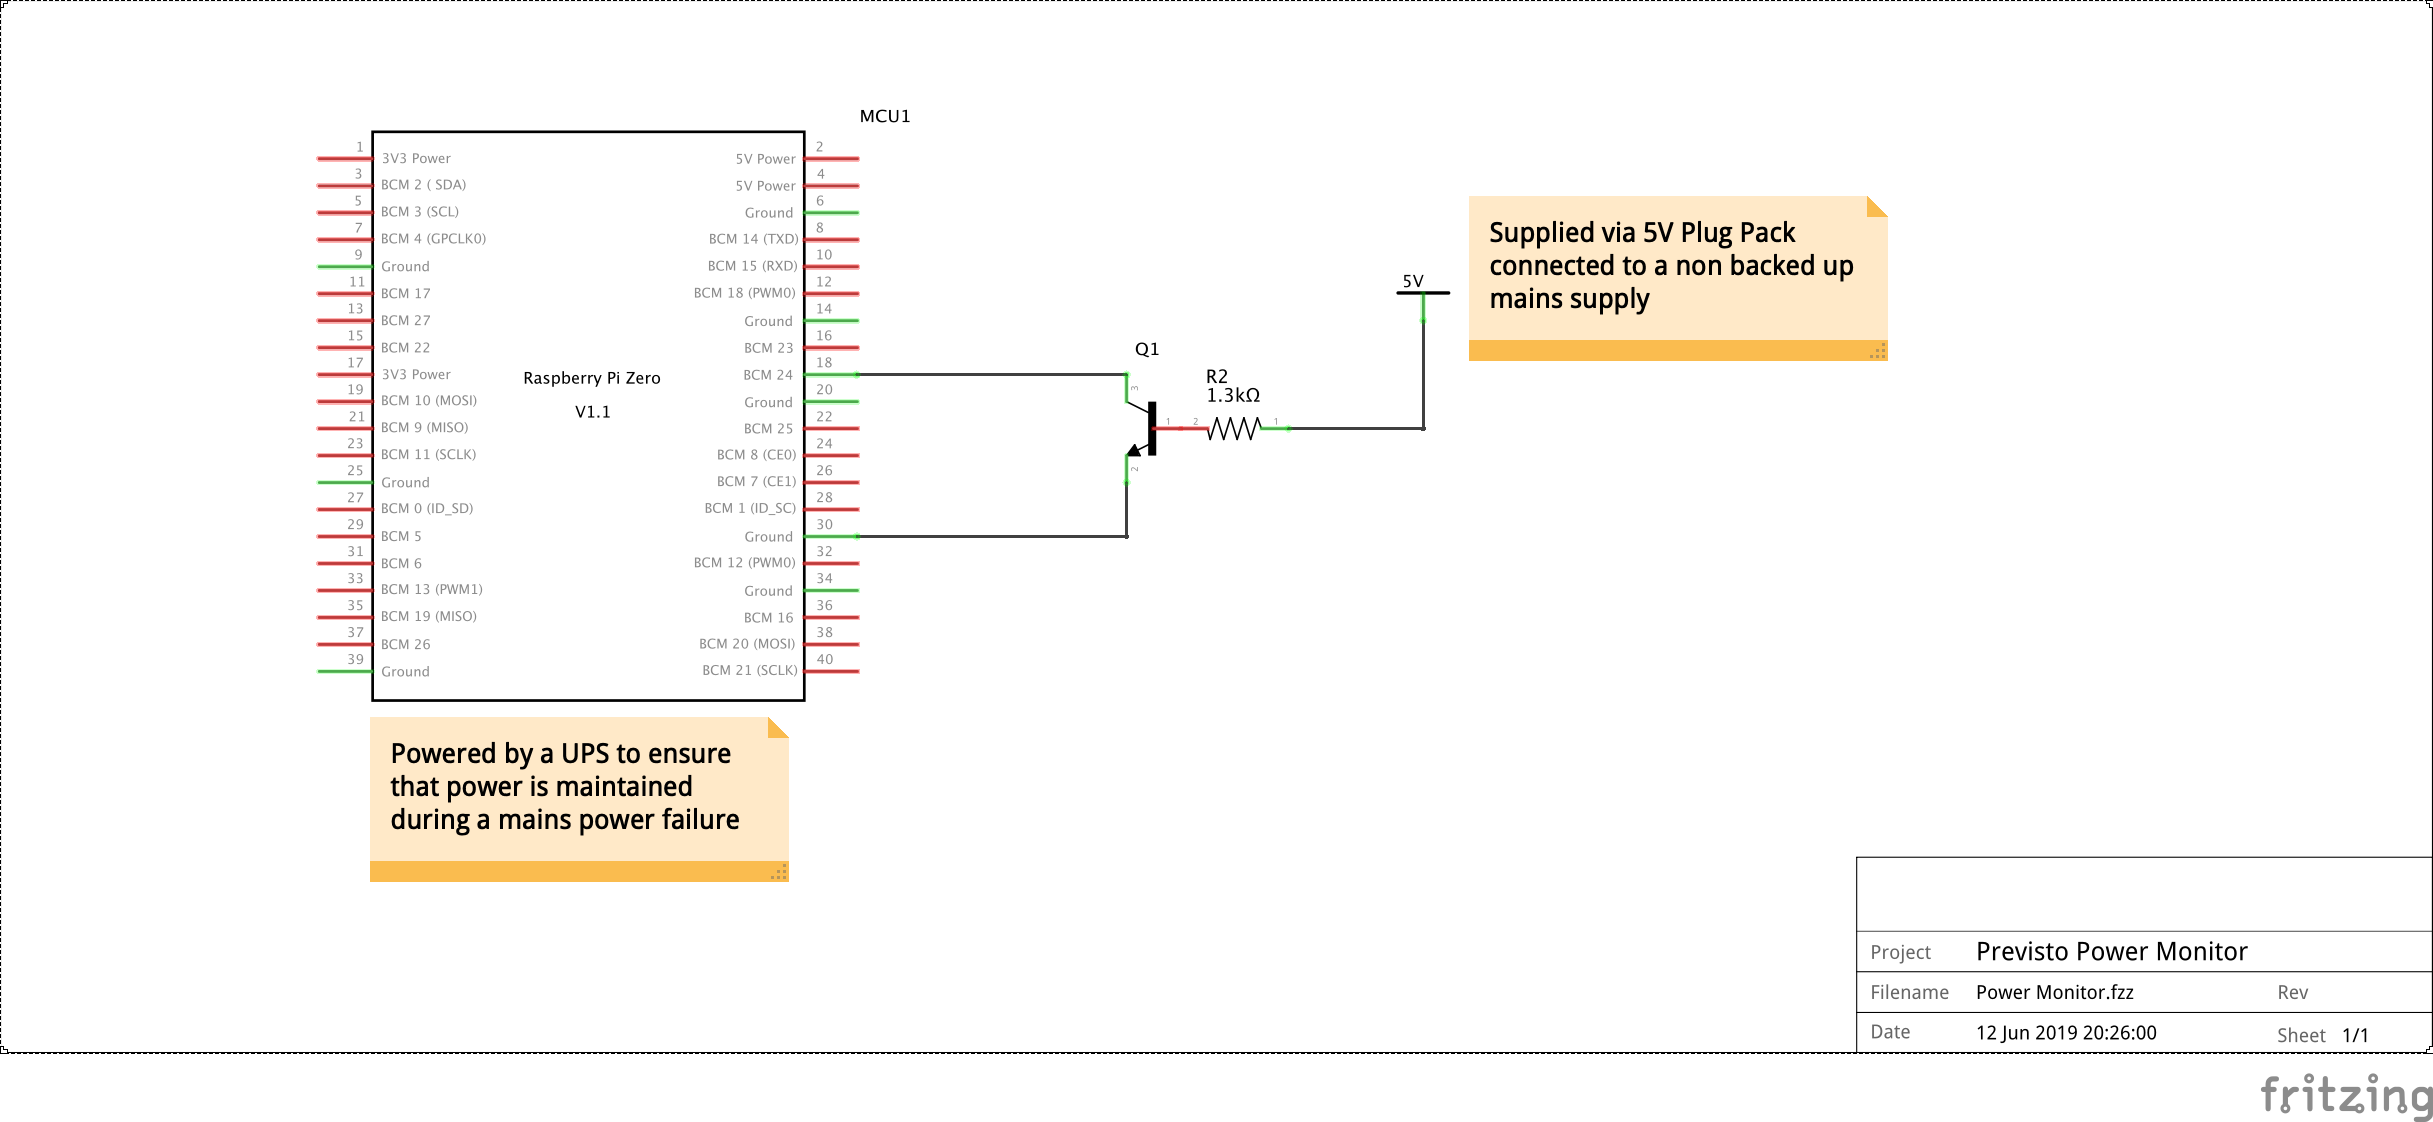 MCU1
1
3V3 Power
5V Power
2
3
BCM 2 ( SDA)
5V Power
4
5
BCM 3 (SCL)
Ground
6
7
BCM 4 (GPCLK0)
BCM 14 (TXD)
8
9
Ground
BCM 15 (RXD)
10
11
BCM 17
BCM 18 (PWM0)
12
13
BCM 27
Ground
14
15
BCM 22
BCM 23
16
17
3V3 Power
BCM 24
18
19
BCM 10 (MOSI)
Ground
20
21
BCM 9 (MISO)
BCM 25
22
23
BCM 11 (SCLK)
BCM 8 (CE0)
24
25
Ground
BCM 7 (CE1)
26
27
BCM 0 (ID_SD)
BCM 1 (ID_SC)
28
29
BCM 5
Ground
30
31
BCM 6
BCM 12 (PWM0)
32
33
BCM 13 (PWM1)
Ground
34
35
BCM 19 (MISO)
BCM 16
36
37
BCM 26
BCM 20 (MOSI)
38
39
Ground
BCM 21 (SCLK)
40
Raspberry Pi Zero
V1.1
Q1
3
1
2
R2
1.3kΩ
2
1
5V
Supplied via 5V Plug Pack
connected to a non backed up
mains supply
Powered by a UPS to ensure
that power is maintained
during a mains power failure
Project Previsto Power Monitor
Filename Power Monitor.fzz Rev
Date 12 Jun 2019 20:26:00 Sheet 1/1
fritzing